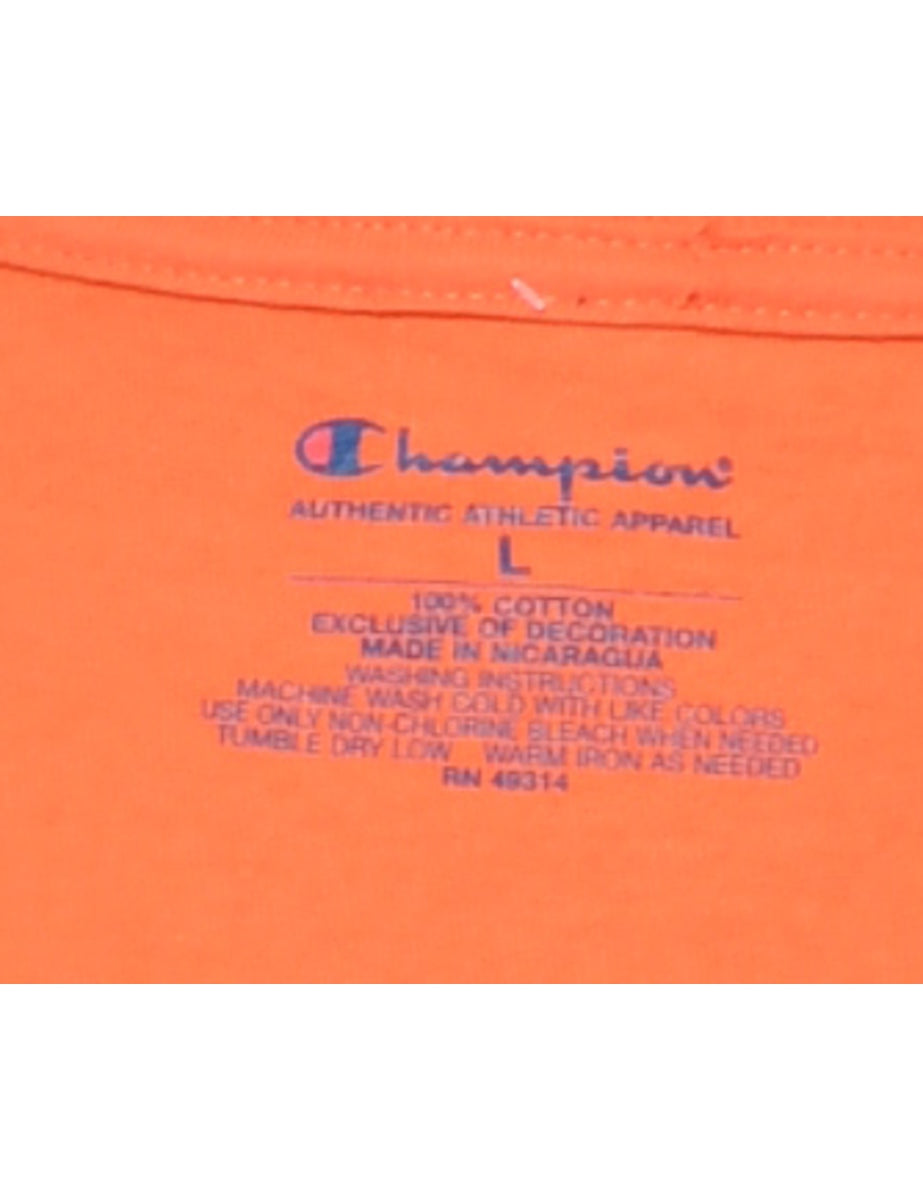 Champion
AUTHENTIC ATHLETIC APPAREL
L
100% COTTON
EXCLUSIVE OF DECORATION
MADE IN NICARAGUA
WASHING INSTRUCTIONS
MACHINE WASH COLD WITH LIKE COLORS
USE ONLY NON-CHLORINE BLEACH WHEN NEEDED
TUMBLE DRY LOW WARM IRON AS NEEDED
RN 49314